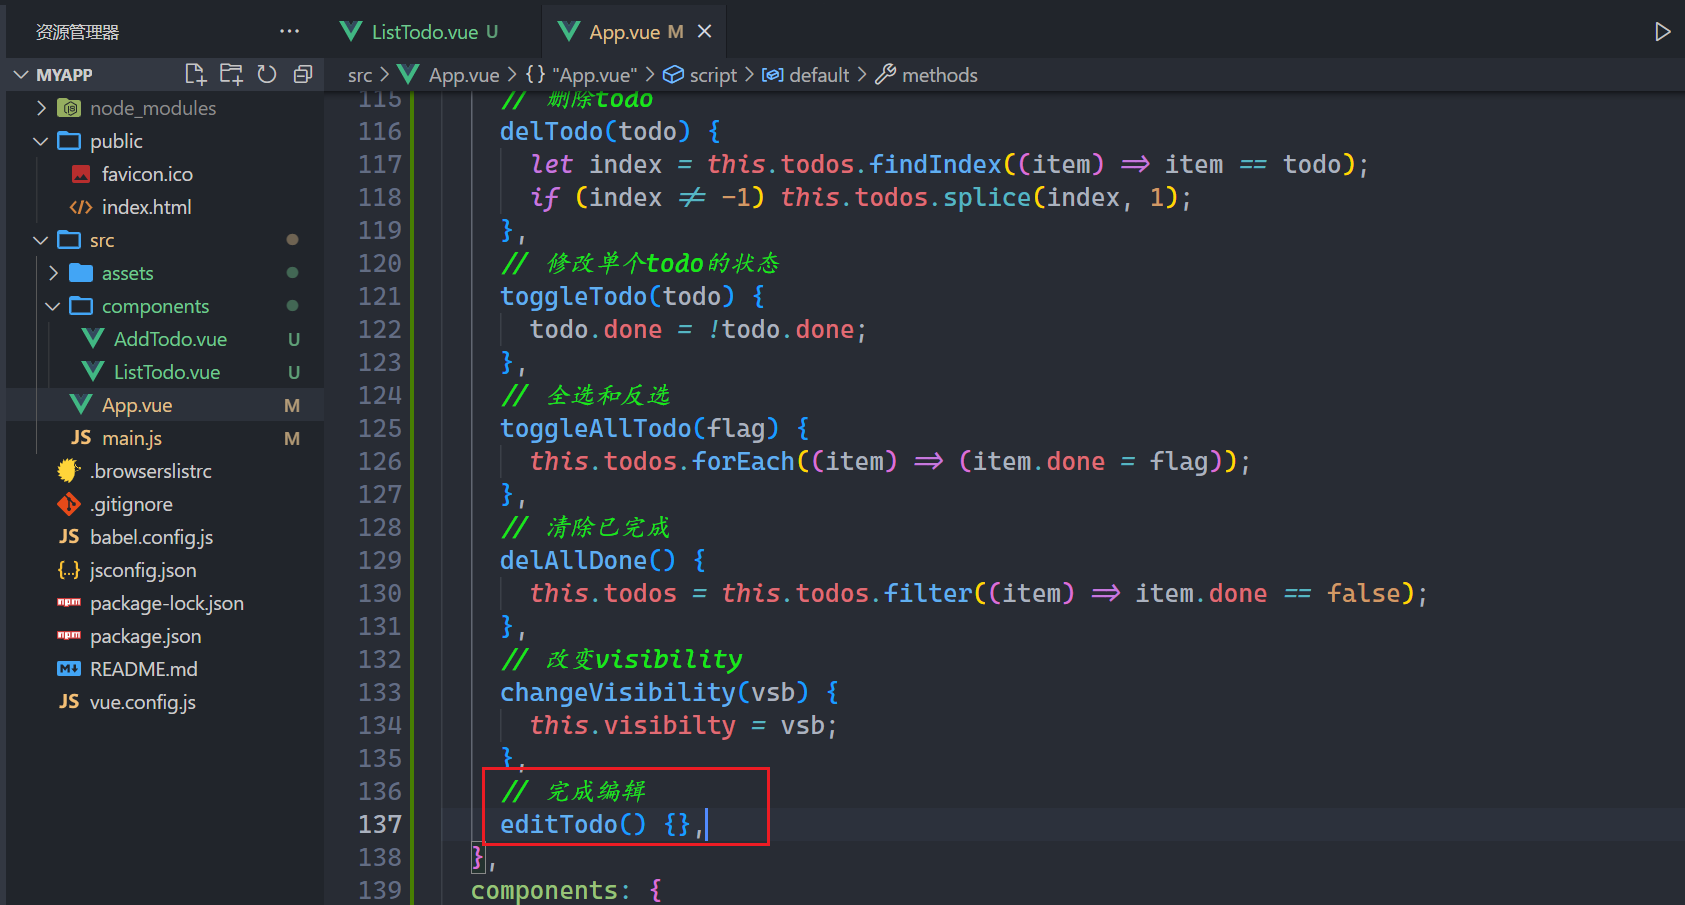 资源管理器 ···
ListTodo.vue U
App.vue M
MYAPP
src > App.vue > {} "App.vue" > script > default > methods
node_modules
public
favicon.ico
index.html
src
assets
components
AddTodo.vue U
ListTodo.vue U
App.vue M
JS main.js M
.browserslistrc
.gitignore
JS babel.config.js
{..} jsconfig.json
npm package-lock.json
npm package.json
M↓ README.md
JS vue.config.js
115 // 删除todo
116 delTodo(todo) {
117 let index = this.todos.findIndex((item) => item == todo);
118 if (index != -1) this.todos.splice(index, 1);
119 },
120 // 修改单个todo的状态
121 toggleTodo(todo) {
122 todo.done = !todo.done;
123 },
124 // 全选和反选
125 toggleAllTodo(flag) {
126 this.todos.forEach((item) => (item.done = flag));
127 },
128 // 清除已完成
129 delAllDone() {
130 this.todos = this.todos.filter((item) => item.done == false);
131 },
132 // 改变visibility
133 changeVisibility(vsb) {
134 this.visibilty = vsb;
135 },
136 // 完成编辑
137 editTodo() {},
138 },
139 components: {